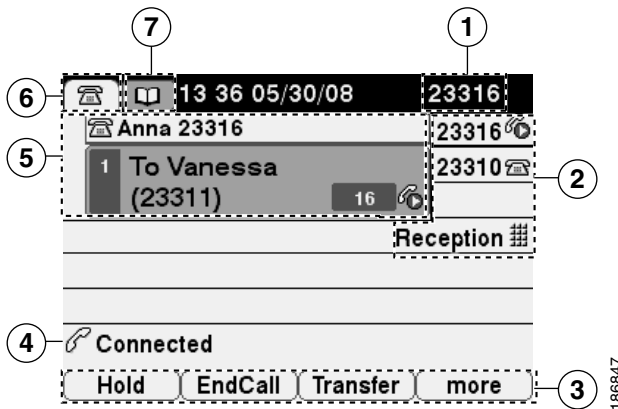 7
1
6
13 36 05/30/08
23316
Anna 23316
23316
5
1
To Vanessa
(23311)
16
23310
2
Reception
4
Connected
Hold
EndCall
Transfer
more
3
186847